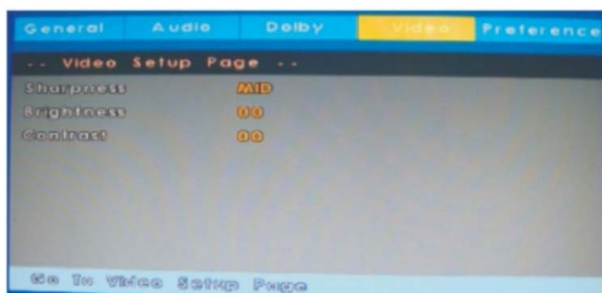 General Audio Dolby Video Preference
-- Video Setup Page --
Sharpness MID
Brightness 00
Contrast 00
Go To Video Setup Page